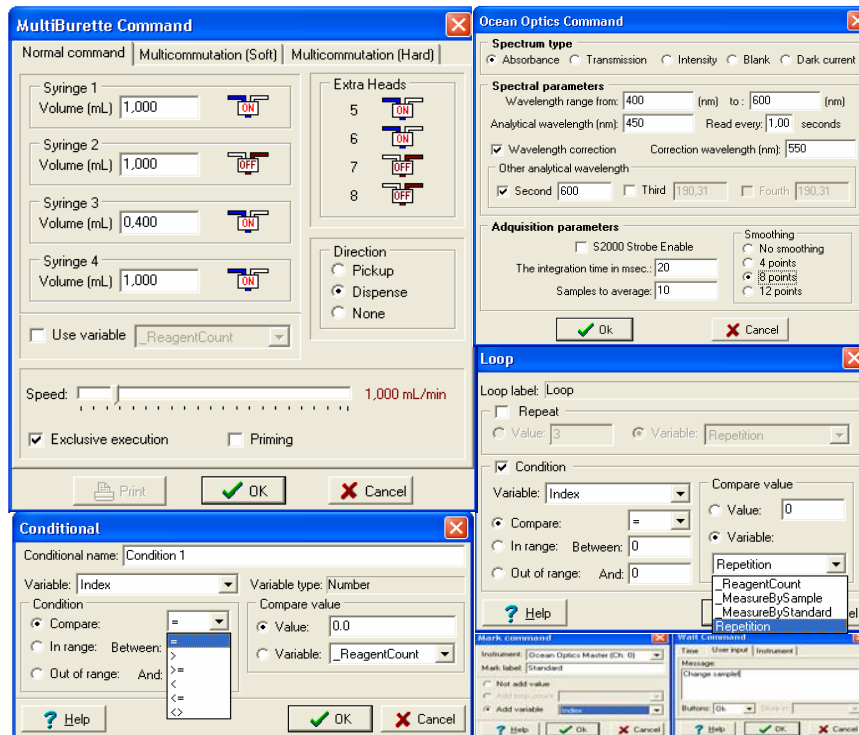 MultiBurette Command
Normal command Multicommutation (Soft) Multicommutation (Hard)
Syringe 1
Volume (mL) 1,000 ON
Syringe 2
Volume (mL) 1,000 OFF
Syringe 3
Volume (mL) 0,400 ON
Syringe 4
Volume (mL) 1,000 ON
Extra Heads
5 ON
6 ON
7 OFF
8 OFF
Direction
Pickup
Dispense
None
Use variable _ReagentCount
Speed: 1,000 mL/min
Exclusive execution Priming
Print OK Cancel
Ocean Optics Command
Spectrum type
Absorbance Transmission Intensity Blank Dark current
Spectral parameters
Wavelength range from: 400 (nm) to : 600 (nm)
Analytical wavelength (nm): 450 Read every: 1,00 seconds
Wavelength correction Correction wavelength (nm): 550
Other analytical wavelength
Second 600 Third 190,31 Fourth 190,31
Adquisition parameters
S2000 Strobe Enable
The integration time in msec.: 20
Samples to average: 10
Smoothing
No smoothing
4 points
8 points
12 points
Ok Cancel
Loop
Loop label: Loop
Repeat
Value: 3 Variable: Repetition
Condition
Variable: Index
Compare: =
In range: Between: 0
Out of range: And: 0
Compare value
Value: 0
Variable:
Repetition
_ReagentCount
_MeasureBySample
_MeasureByStandard
Repetition
? Help el
Conditional
Conditional name: Condition 1
Variable: Index Variable type: Number
Condition
Compare: =
In range: Between:
Out of range: And:
=
>
>=
<
<=
<>
Compare value
Value: 0.0
Variable: _ReagentCount
? Help OK Cancel
Mark command
Instrument: Ocean Optics Master (Ch. 0)
Mark label: Standard
Not add value
Add loop count
Add variable Index
? Help Ok Cancel
Wait Command
Time User input Instrument
Message:
Change sample
Buttons: Ok Store in:
? Help OK Cancel